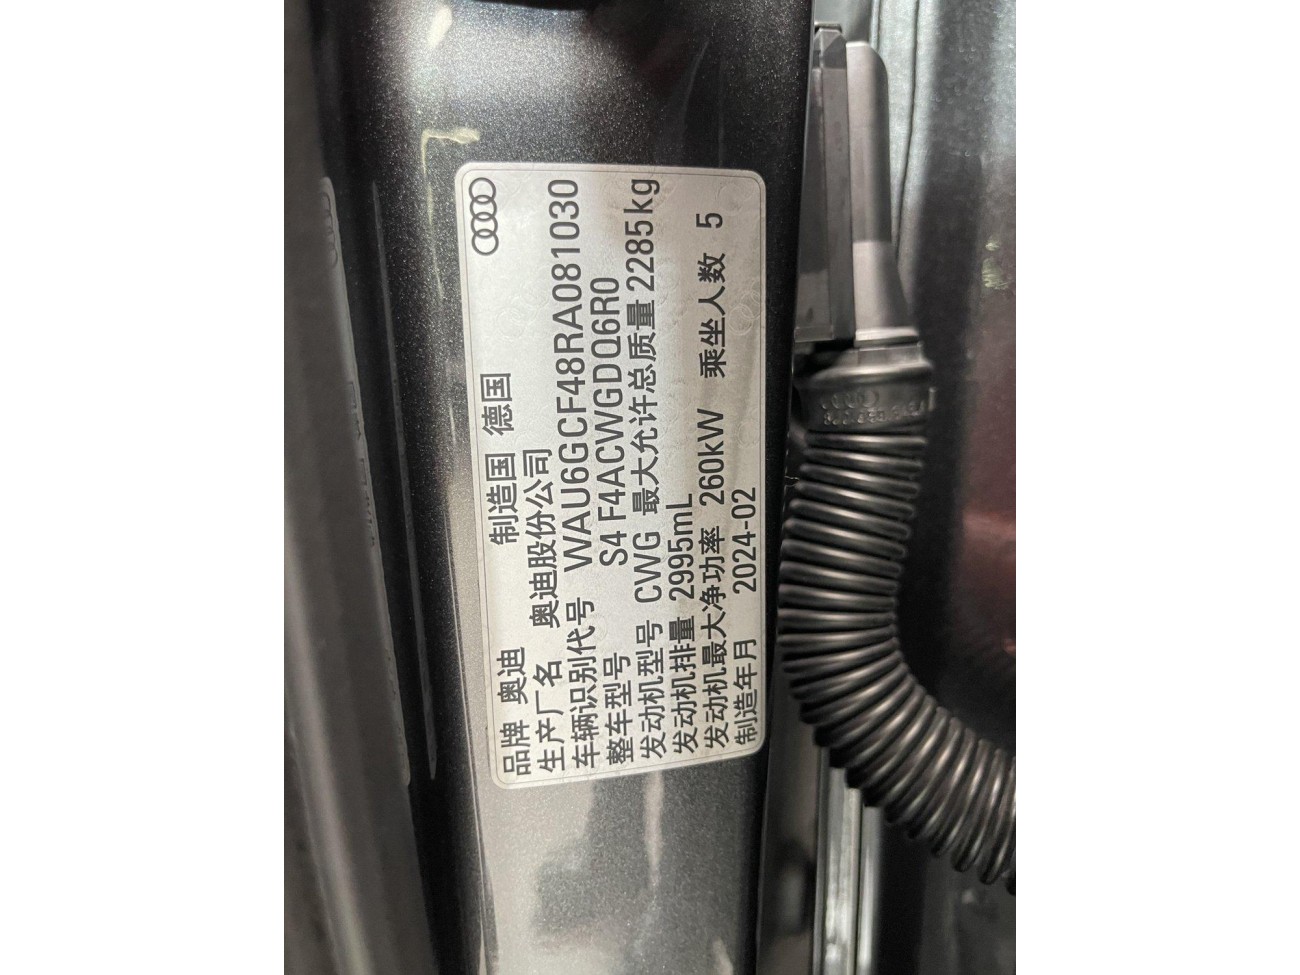 品牌 奥迪 制造国 德国
生产厂名 奥迪股份公司
车辆识别代号 WAU6GCF48RA081030
整车型号 S4 F4ACWGDQ6R0
发动机型号 CWG 最大允许总质量 2285kg
发动机排量 2995mL
发动机最大净功率 260kW 乘坐人数 5
制造年月 2024-02